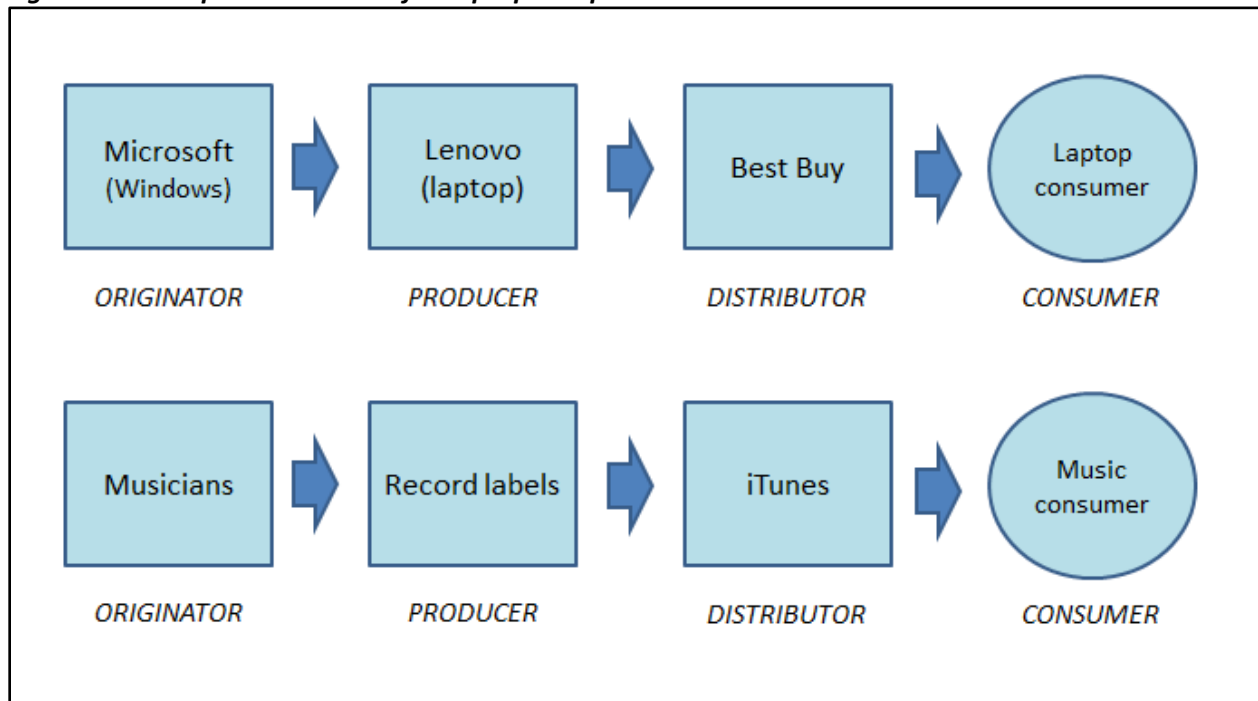 Microsoft
(Windows)
Lenovo
(laptop)
Best Buy
Laptop
consumer
ORIGINATOR
PRODUCER
DISTRIBUTOR
CONSUMER
Musicians
Record labels
iTunes
Music
consumer
ORIGINATOR
PRODUCER
DISTRIBUTOR
CONSUMER